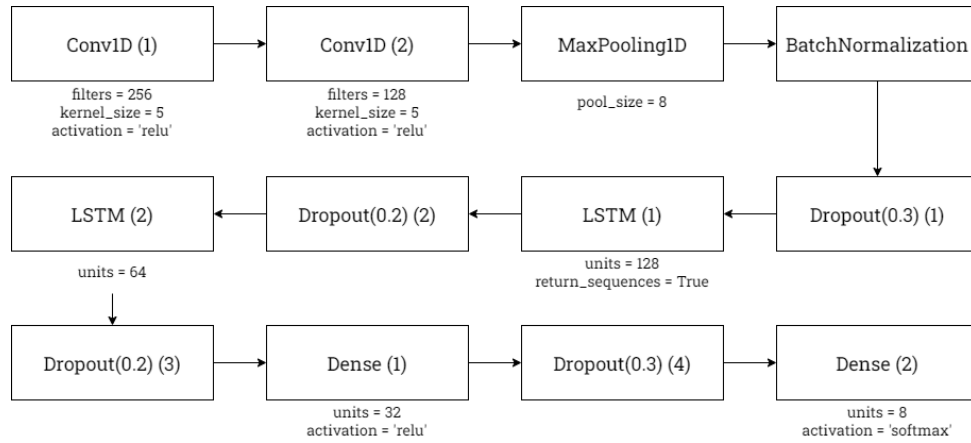 Conv1D (1)
filters = 256
kernel_size = 5
activation = 'relu'
Conv1D (2)
filters = 128
kernel_size = 5
activation = 'relu'
MaxPooling1D
pool_size = 8
BatchNormalization
Dropout(0.3) (1)
LSTM (1)
units = 128
return_sequences = True
Dropout(0.2) (2)
LSTM (2)
units = 64
Dropout(0.2) (3)
Dense (1)
units = 32
activation = 'relu'
Dropout(0.3) (4)
Dense (2)
units = 8
activation = 'softmax'